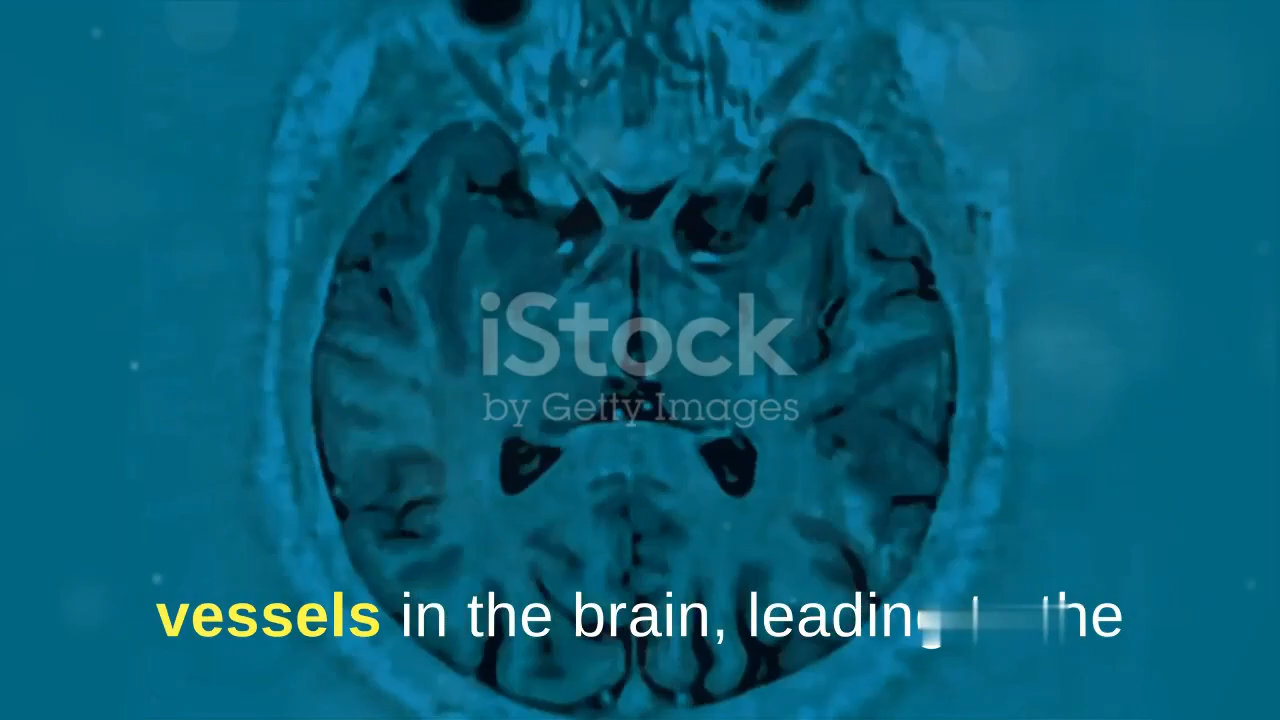 iStock
by Getty Images
vessels in the brain, leading the